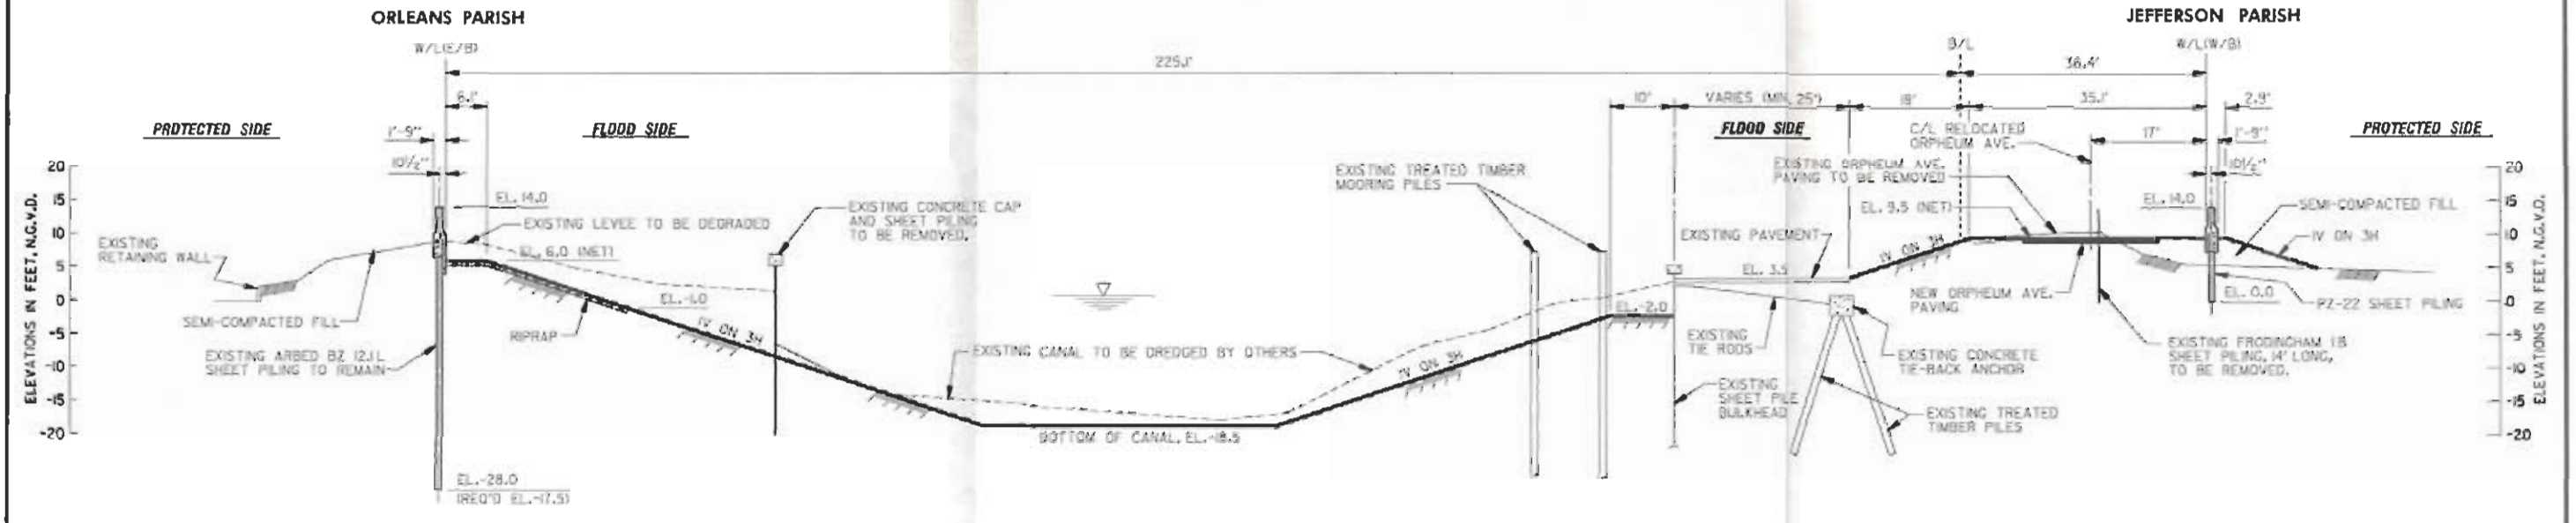 ORLEANS PARISH
JEFFERSON PARISH
W/L(E/B)
B/L
W/L(W/B)
225.1'
36.4'
6.1'
10'
VARIES (MIN. 25')
18'
35.1'
2.9'
PROTECTED SIDE
1'-9"
FLOOD SIDE
FLOOD SIDE
C/L RELOCATED
ORPHEUM AVE.
17'
1'-9"
PROTECTED SIDE
10 1/2"
10 1/2"
EXISTING TREATED TIMBER
MOORING PILES
EXISTING ORPHEUM AVE.
PAVING TO BE REMOVED
20
15
10
5
0
-5
-10
-15
-20
ELEVATIONS IN FEET, N.G.V.D.
EL. 14.0
EXISTING LEVEE TO BE DEGRADED
EXISTING
RETAINING WALL
EL. 6.0 (NET)
EXISTING CONCRETE CAP
AND SHEET PILING
TO BE REMOVED.
EL. 9.5 (NET)
EL. 14.0
SEMI-COMPACTED FILL
1V ON 3H
EXISTING PAVEMENT
1V ON 3H
EL. 3.5
EL.-1.0
SEMI-COMPACTED FILL
RIPRAP
1V ON 3H
EL.-2.0
NEW ORPHEUM AVE.
PAVING
EL. 0.0
PZ-22 SHEET PILING
EXISTING ARBED BZ 12.1 L
SHEET PILING TO REMAIN
EXISTING CANAL TO BE DREDGED BY OTHERS
1V ON 3H
EXISTING
TIE RODS
EXISTING CONCRETE
TIE-BACK ANCHOR
EXISTING FRODINGHAM 1B
SHEET PILING, 14' LONG,
TO BE REMOVED.
EXISTING
SHEET PILE
BULKHEAD
EXISTING TREATED
TIMBER PILES
BOTTOM OF CANAL, EL.-18.5
EL.-28.0
(REQ'D EL.-17.5)
20
15
10
5
0
-5
-10
-15
-20
ELEVATIONS IN FEET, N.G.V.D.